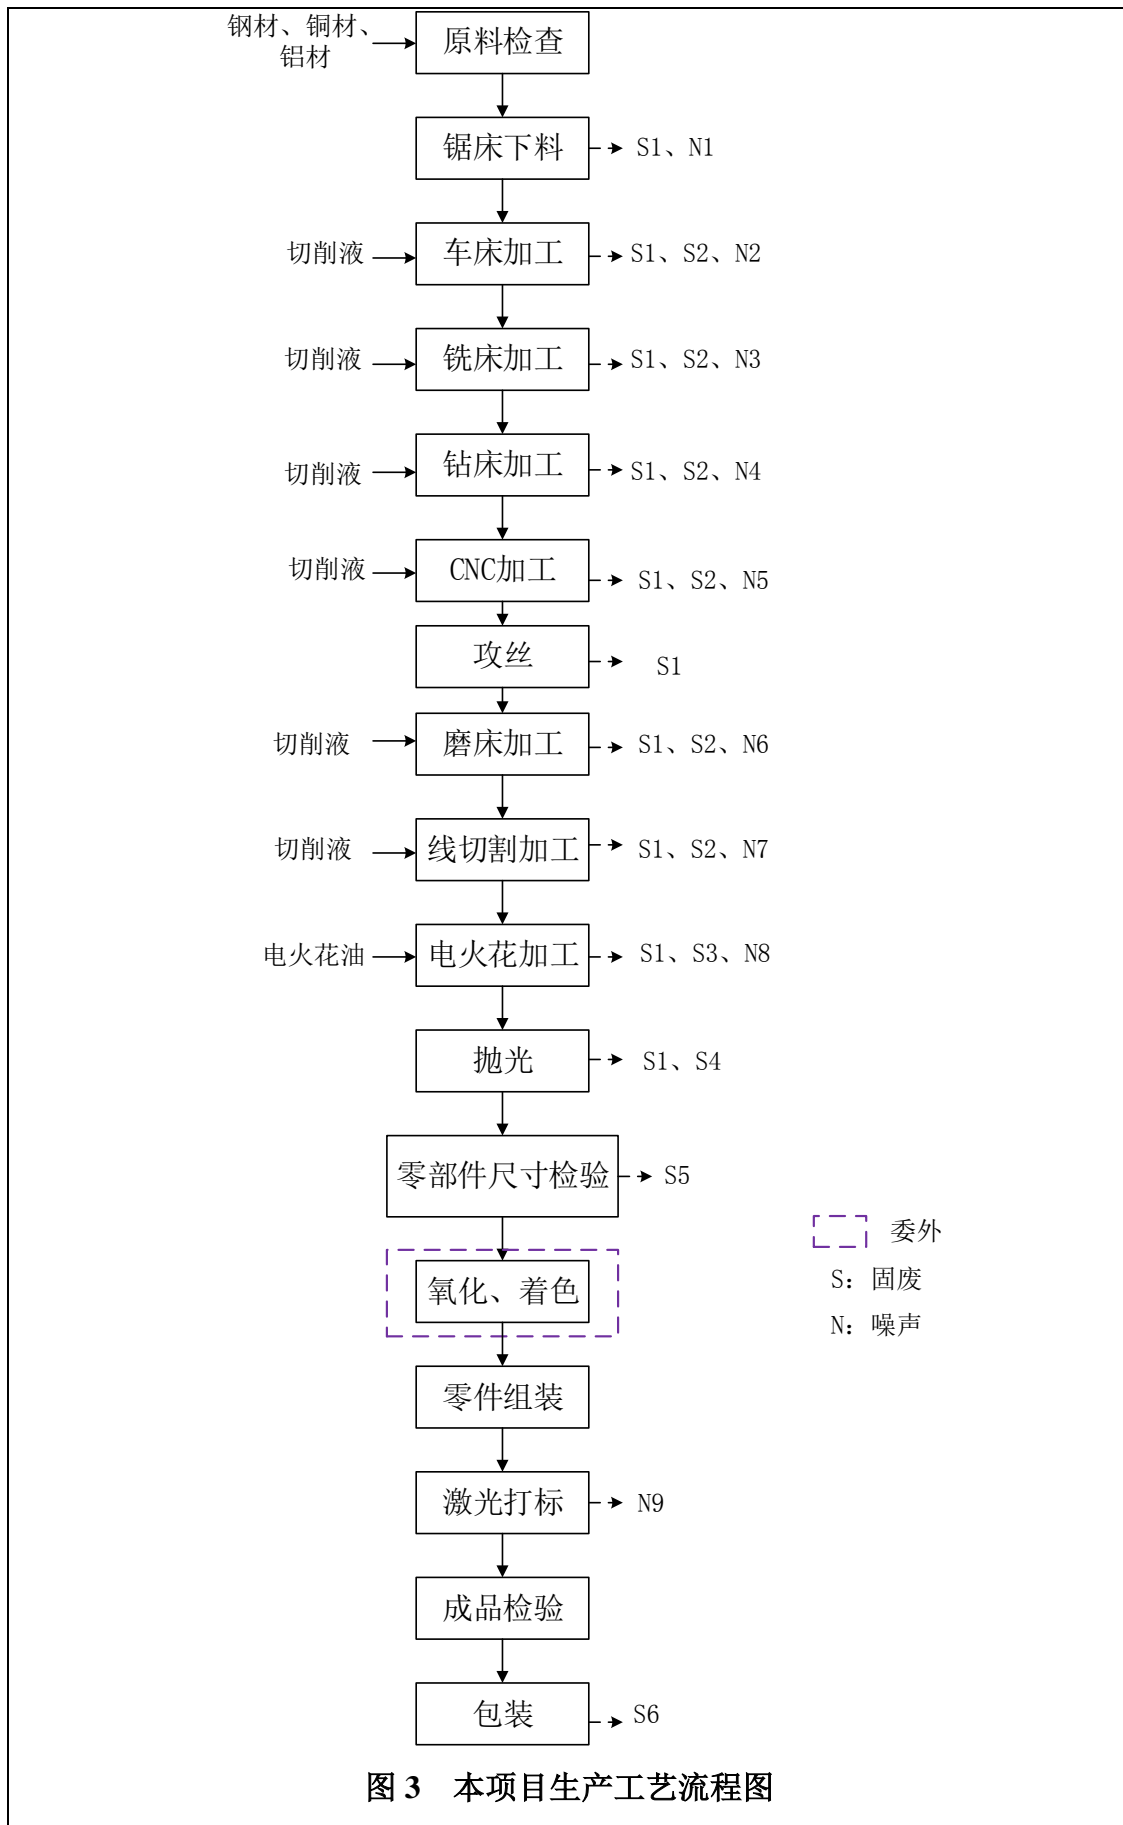 钢材、铜材、
铝材
原料检查
锯床下料
S1、N1
切削液
车床加工
S1、S2、N2
切削液
铣床加工
S1、S2、N3
切削液
钻床加工
S1、S2、N4
切削液
CNC加工
S1、S2、N5
攻丝
S1
切削液
磨床加工
S1、S2、N6
切削液
线切割加工
S1、S2、N7
电火花油
电火花加工
S1、S3、N8
抛光
S1、S4
零部件尺寸检验
S5
委外
氧化、着色
S: 固废
N: 噪声
零件组装
激光打标
N9
成品检验
包装
S6
图 3 本项目生产工艺流程图